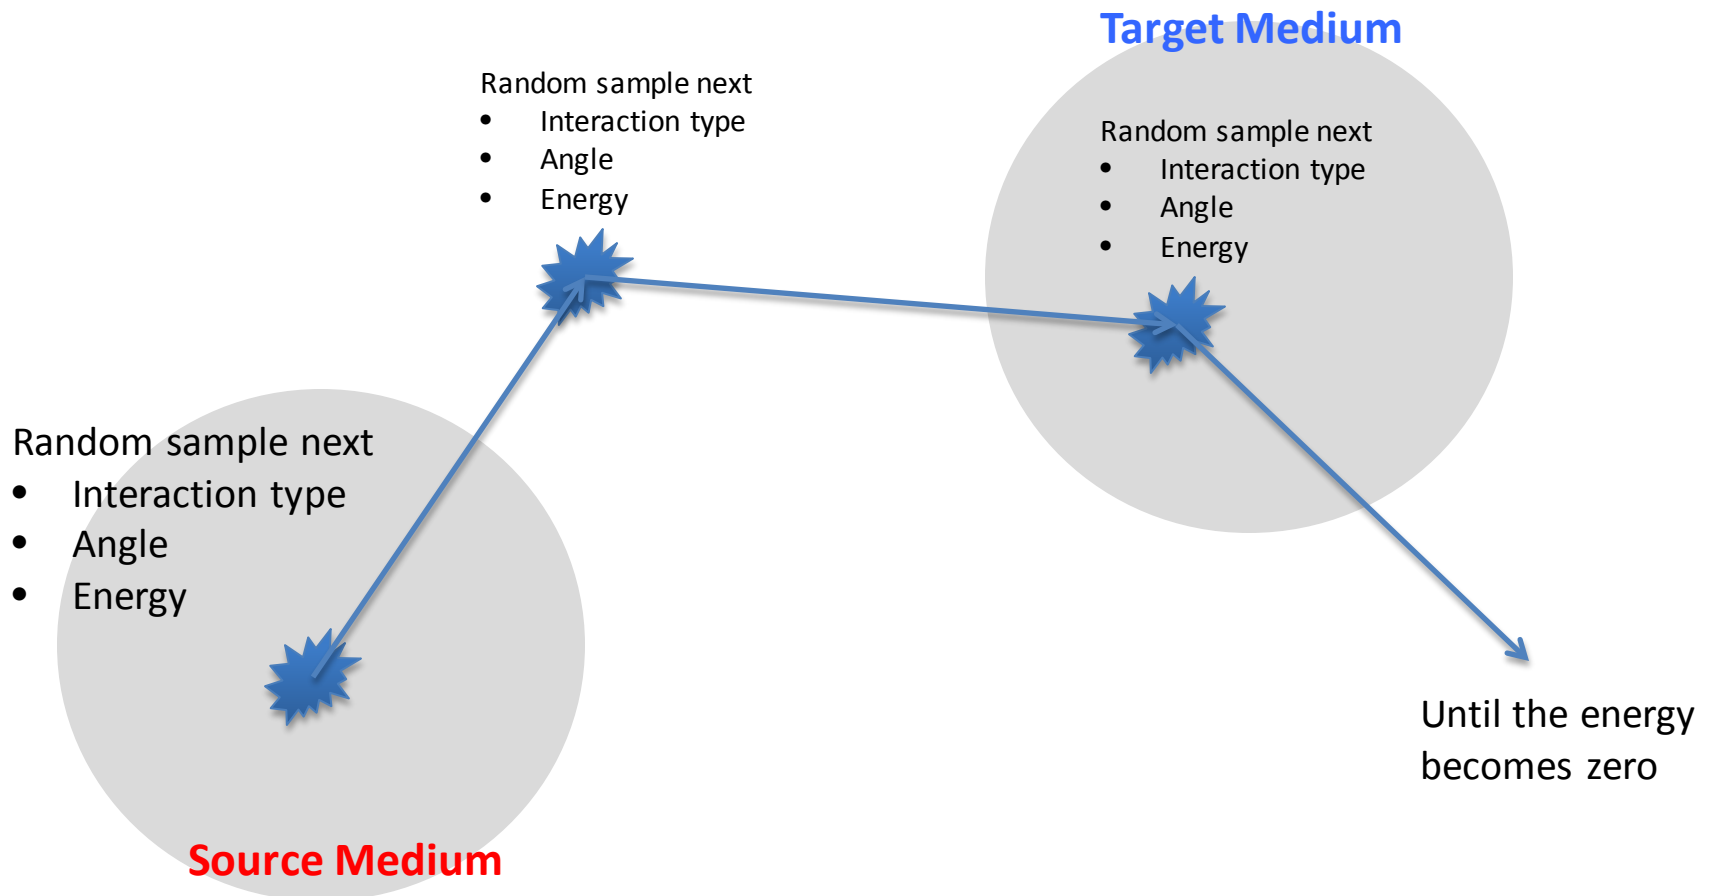 Target Medium
Random sample next
• Interaction type
• Angle
• Energy
Random sample next
• Interaction type
• Angle
• Energy
Random sample next
• Interaction type
• Angle
• Energy
Until the energy
becomes zero
Source Medium